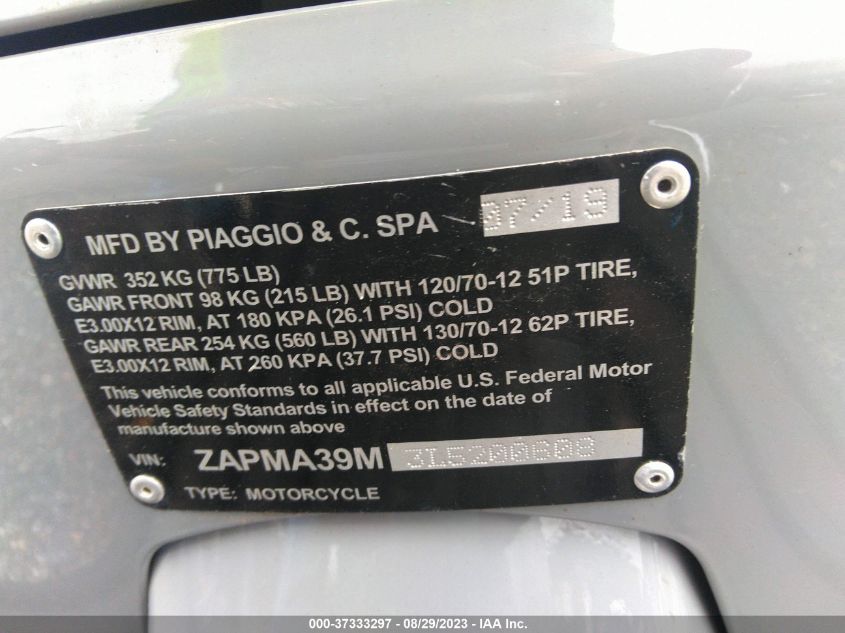 MFD BY PIAGGIO & C. SPA 07/19
GVWR 352 KG (775 LB)
GAWR FRONT 98 KG (215 LB) WITH 120/70-12 51P TIRE,
E3.00X12 RIM, AT 180 KPA (26.1 PSI) COLD
GAWR REAR 254 KG (560 LB) WITH 130/70-12 62P TIRE,
E3.00X12 RIM, AT 260 KPA (37.7 PSI) COLD
This vehicle conforms to all applicable U.S. Federal Motor
Vehicle Safety Standards in effect on the date of
manufacture shown above
VIN: ZAPMA39M 3L5200808
TYPE: MOTORCYCLE
000-37333297 - 08/29/2023 - IAA Inc.